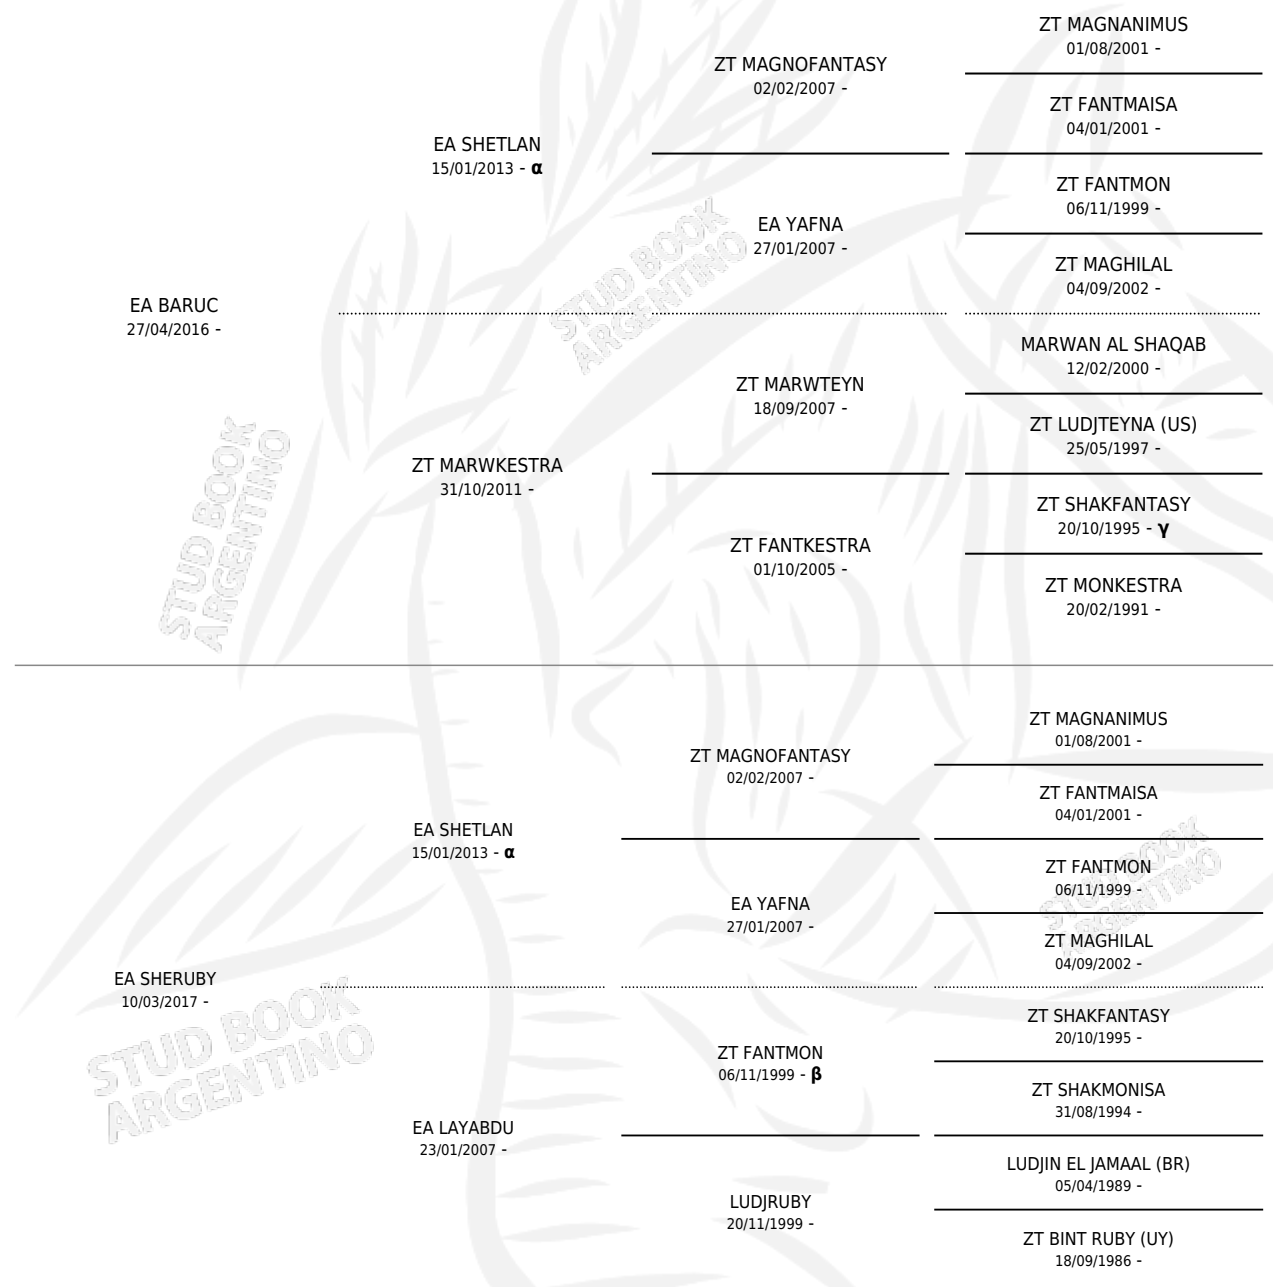 ZT MAGNANIMUS
01/08/2001 -
ZT MAGNOFANTASY
02/02/2007 -
ZT FANTMAISA
04/01/2001 -
EA SHETLAN
15/01/2013 - α
ZT FANTMON
06/11/1999 -
EA YAFNA
27/01/2007 -
ZT MAGHILAL
04/09/2002 -
STUD BOOK
ARGENTINO
EA BARUC
27/04/2016 -
MARWAN AL SHAQAB
12/02/2000 -
ZT MARWTEYN
18/09/2007 -
ZT LUDJTEYNA (US)
25/05/1997 -
ZT MARWKESTRA
31/10/2011 -
ZT SHAKFANTASY
20/10/1995 - γ
ZT FANTKESTRA
01/10/2005 -
ZT MONKESTRA
20/02/1991 -
STUD BOOK
ARGENTINO
ZT MAGNANIMUS
01/08/2001 -
ZT MAGNOFANTASY
02/02/2007 -
ZT FANTMAISA
04/01/2001 -
EA SHETLAN
15/01/2013 - α
ZT FANTMON
06/11/1999 -
EA YAFNA
27/01/2007 -
ZT MAGHILAL
04/09/2002 -
STUD BOOK
ARGENTINO
EA SHERUBY
10/03/2017 -
ZT SHAKFANTASY
20/10/1995 -
ZT FANTMON
06/11/1999 - β
ZT SHAKMONISA
31/08/1994 -
STUD BOOK
ARGENTINO
EA LAYABDU
23/01/2007 -
LUDJIN EL JAMAAL (BR)
05/04/1989 -
LUDJRUBY
20/11/1999 -
ZT BINT RUBY (UY)
18/09/1986 -